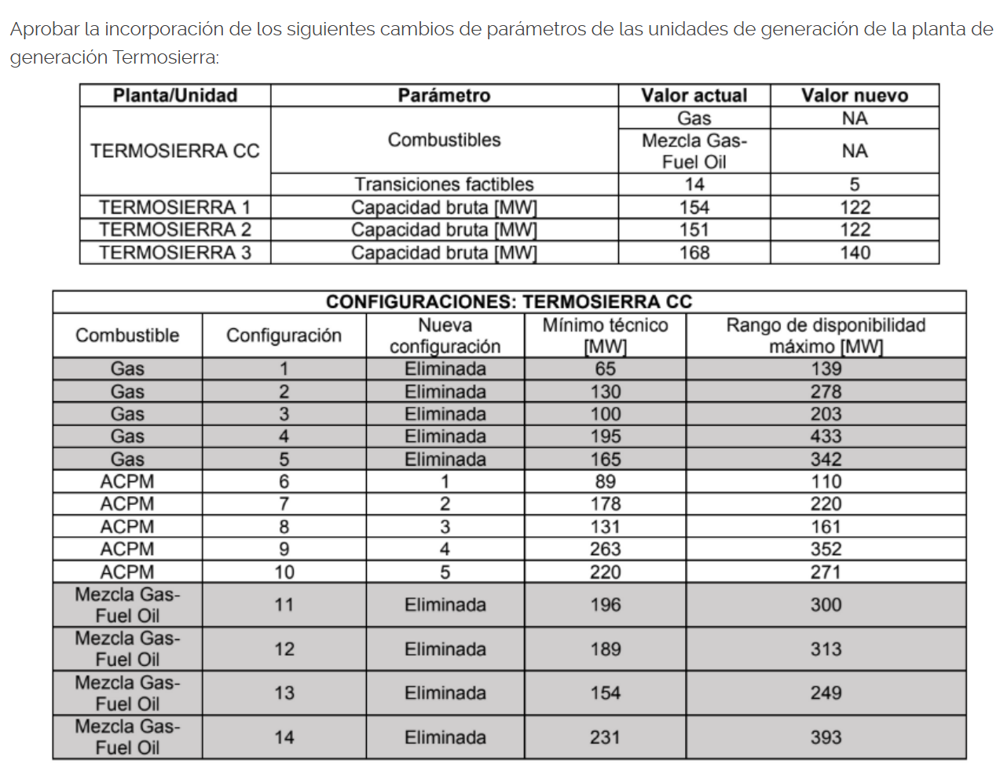 Aprobar la incorporación de los siguientes cambios de parámetros de las unidades de generación de la planta de
generación Termosierra:
Planta/Unidad Parámetro Valor actual Valor nuevo
TERMOSIERRA CC Combustibles Gas NA
Mezcla Gas-
Fuel Oil NA
Transiciones factibles 14 5
TERMOSIERRA 1 Capacidad bruta [MW] 154 122
TERMOSIERRA 2 Capacidad bruta [MW] 151 122
TERMOSIERRA 3 Capacidad bruta [MW] 168 140
CONFIGURACIONES: TERMOSIERRA CC
Combustible Configuración Nueva
configuración Mínimo técnico
[MW] Rango de disponibilidad
máximo [MW]
Gas 1 Eliminada 65 139
Gas 2 Eliminada 130 278
Gas 3 Eliminada 100 203
Gas 4 Eliminada 195 433
Gas 5 Eliminada 165 342
ACPM 6 1 89 110
ACPM 7 2 178 220
ACPM 8 3 131 161
ACPM 9 4 263 352
ACPM 10 5 220 271
Mezcla Gas-
Fuel Oil 11 Eliminada 196 300
Mezcla Gas-
Fuel Oil 12 Eliminada 189 313
Mezcla Gas-
Fuel Oil 13 Eliminada 154 249
Mezcla Gas-
Fuel Oil 14 Eliminada 231 393